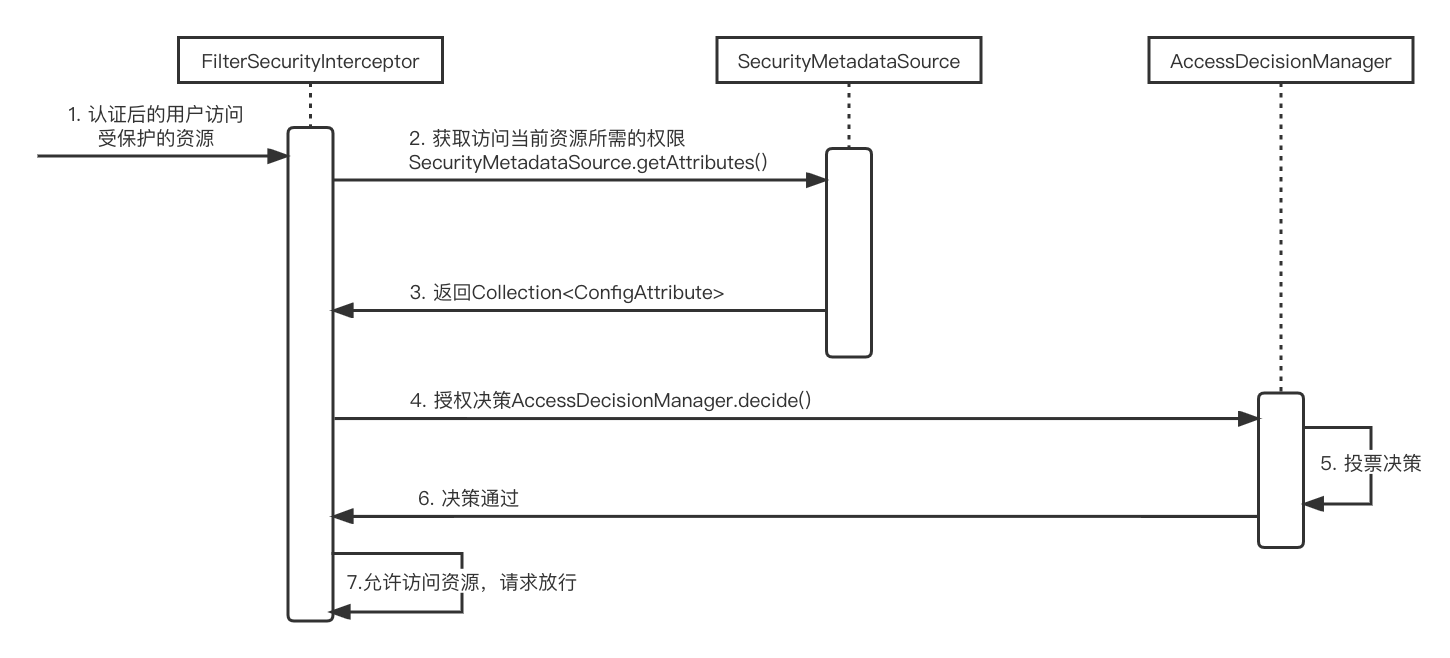 FilterSecurityInterceptor
SecurityMetadataSource
AccessDecisionManager
1. 认证后的用户访问
受保护的资源
2. 获取访问当前资源所需的权限
SecurityMetadataSource.getAttributes()
3. 返回Collection<ConfigAttribute>
4. 授权决策AccessDecisionManager.decide()
5. 投票决策
6. 决策通过
7.允许访问资源，请求放行